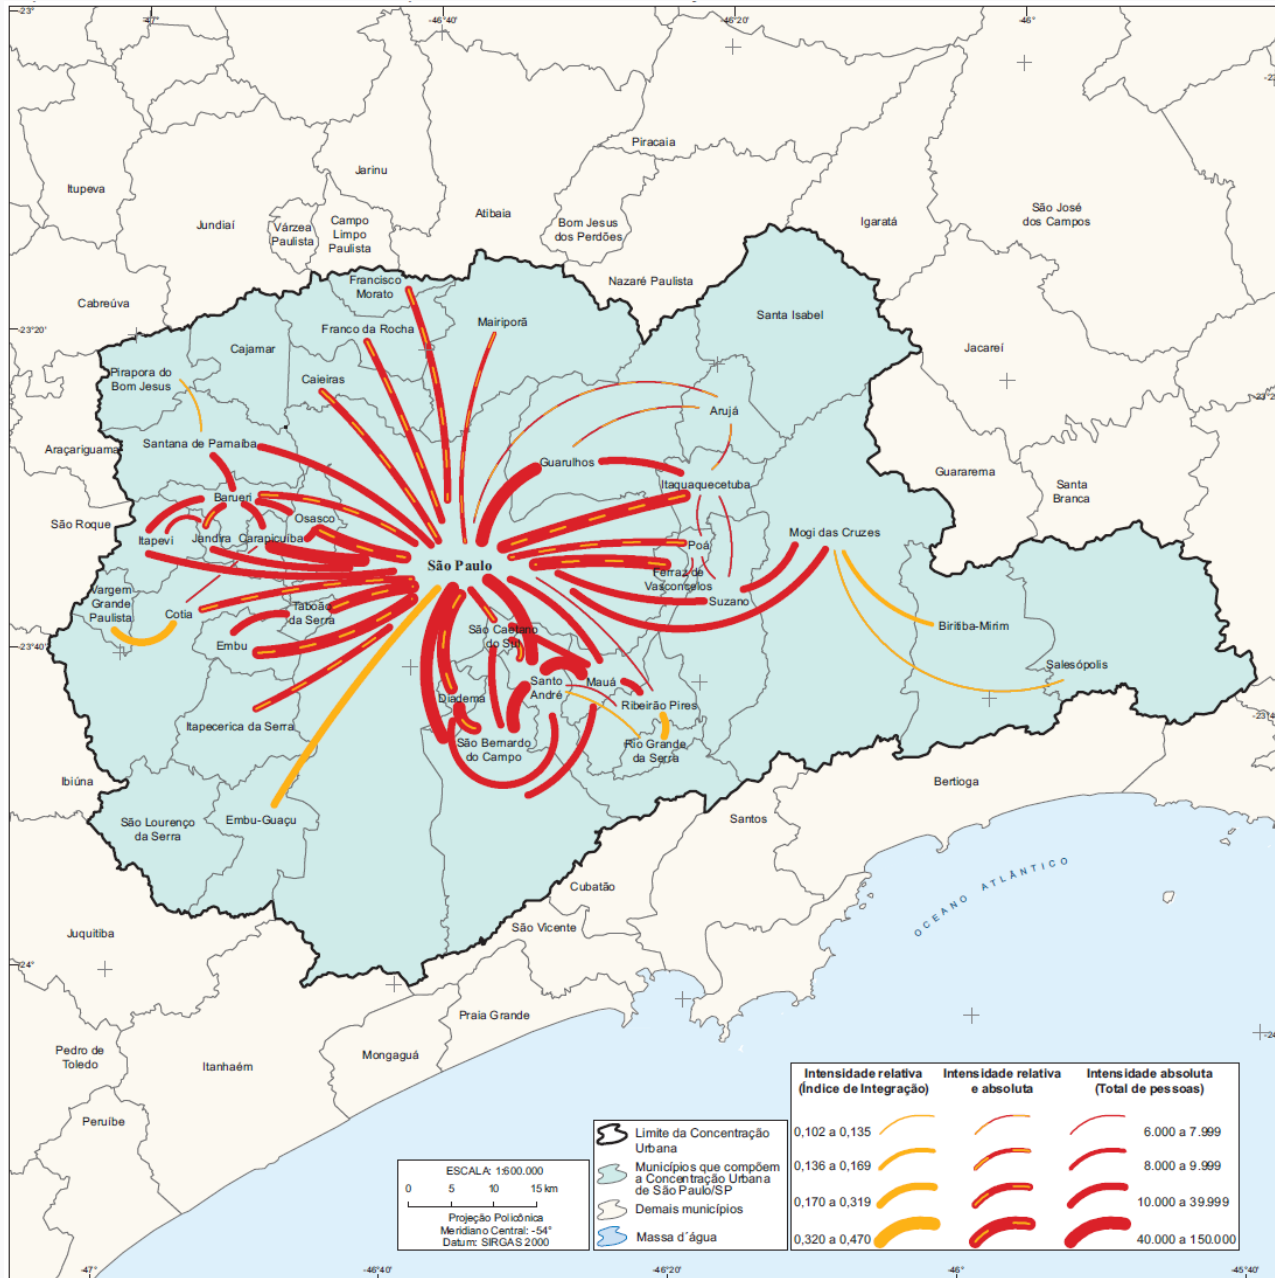 -47°
-46°40'
-46°20'
-46°
-23°
Piracaia
Jarinu
Itupeva
São José
dos Campos
Atibaia
Campo
Limpo
Paulista
Várzea
Paulista
Jundiaí
Bom Jesus
dos Perdões
Igaratá
Nazaré Paulista
Francisco
Morato
Cabreúva
Santa Isabel
Mairiporã
Franco da Rocha
-23°20'
Cajamar
Jacareí
Pirapora do
Bom Jesus
Caieiras
Arujá
Santana de Parnaíba
Araçariguama
Guarulhos
Guararema
Santa
Branca
Itaquaquecetuba
Barueri
Osasco
São Roque
Itapevi
Jandira
Carapicuíba
Mogi das Cruzes
Poá
São Paulo
Ferraz de
Vasconcelos
Suzano
Vargem
Grande
Paulista
Cotia
Taboão
da Serra
Biritiba-Mirim
São Caetano
do Sul
-23°40'
Embu
Salesópolis
Mauá
Santo
André
Diadema
Ribeirão Pires
Itapecerica da Serra
São Bernardo
do Campo
Rio Grande
da Serra
Ibiúna
Bertioga
Embu-Guaçu
São Lourenço
da Serra
Santos
OCEANO ATLÂNTICO
Cubatão
São Vicente
Juquitiba
-24°
Praia Grande
Pedro de
Toledo
Itanhaém
Mongaguá
Peruíbe
ESCALA: 1:600.000
0 5 10 15 km
Projeção Policônica
Meridiano Central: -54°
Datum: SIRGAS 2000
Limite da Concentração
Urbana
Municípios que compõem
a Concentração Urbana
de São Paulo/SP
Demais municípios
Massa d´água
Intensidade relativa
(Índice de Integração)
Intensidade relativa
e absoluta
Intensidade absoluta
(Total de pessoas)
0,102 a 0,135
6.000 a 7.999
0,136 a 0,169
8.000 a 9.999
0,170 a 0,319
10.000 a 39.999
0,320 a 0,470
40.000 a 150.000
-47°
-46°40'
-46°20'
-46°
-45°40'